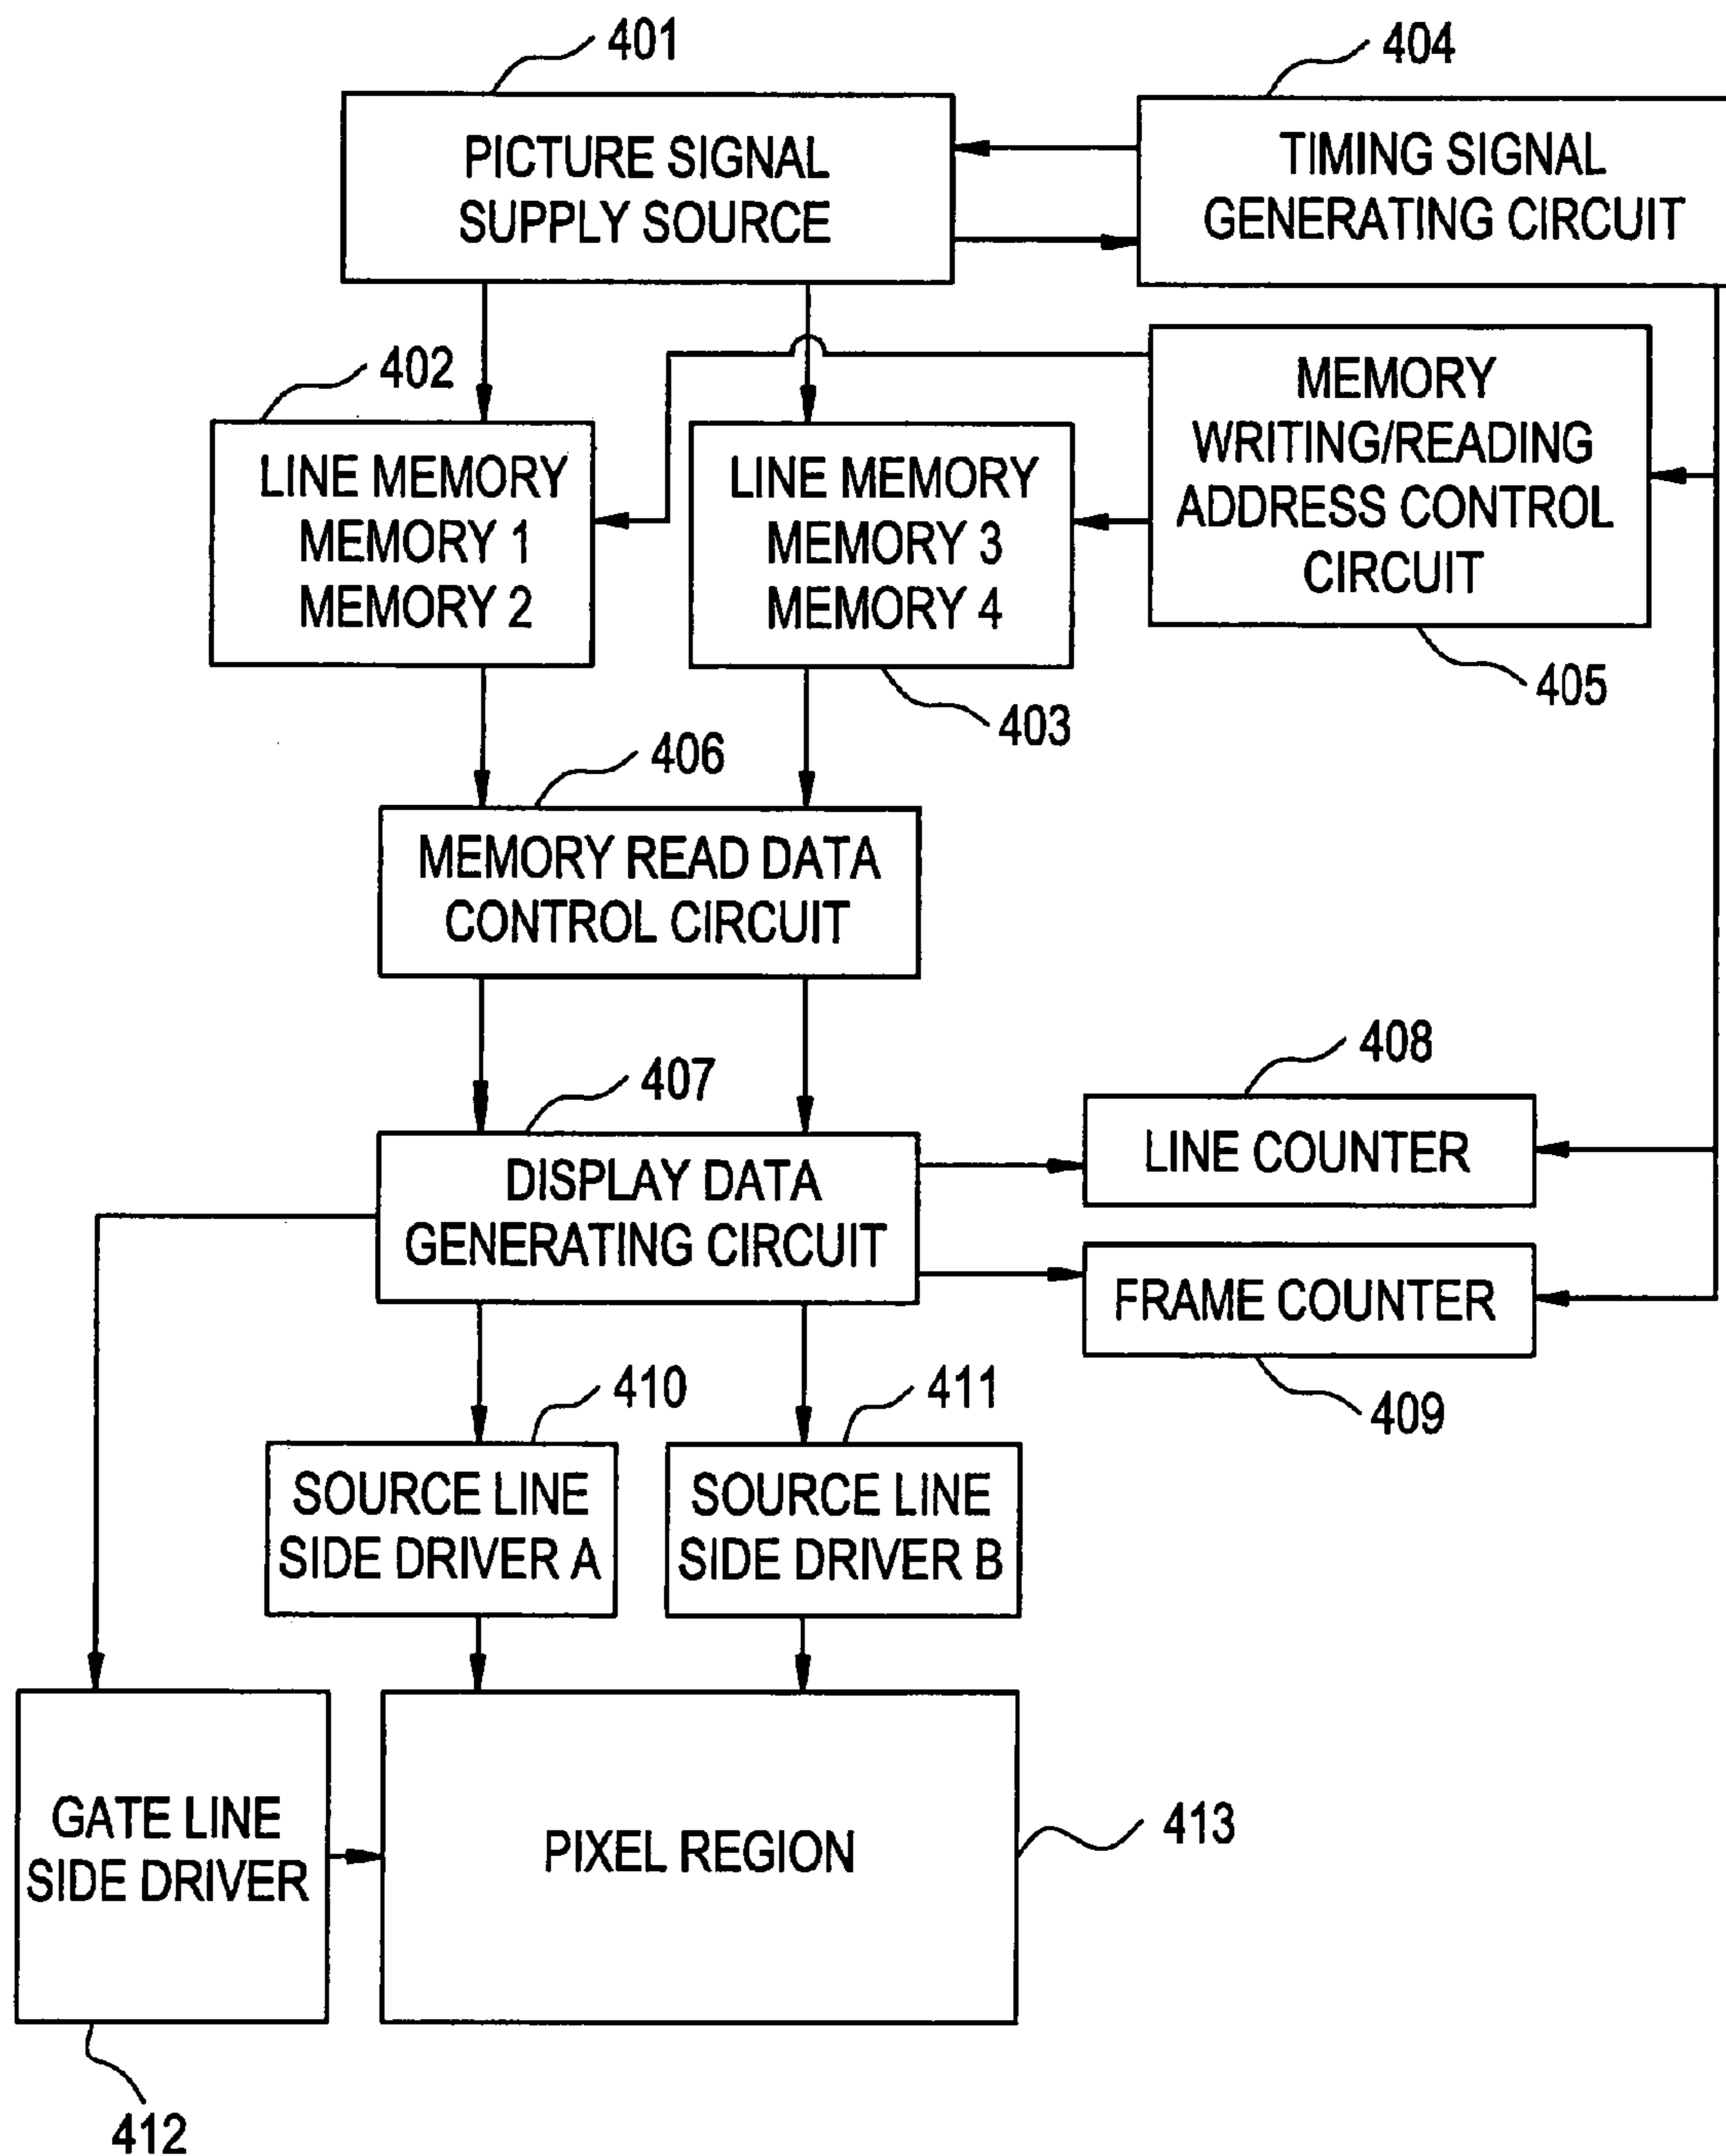 401
404
PICTURE SIGNAL
SUPPLY SOURCE
TIMING SIGNAL
GENERATING CIRCUIT
402
LINE MEMORY
MEMORY 1
MEMORY 2
LINE MEMORY
MEMORY 3
MEMORY 4
MEMORY
WRITING/READING
ADDRESS CONTROL
CIRCUIT
405
403
406
MEMORY READ DATA
CONTROL CIRCUIT
407
408
DISPLAY DATA
GENERATING CIRCUIT
LINE COUNTER
FRAME COUNTER
409
410
411
SOURCE LINE
SIDE DRIVER A
SOURCE LINE
SIDE DRIVER B
GATE LINE
SIDE DRIVER
PIXEL REGION
413
412